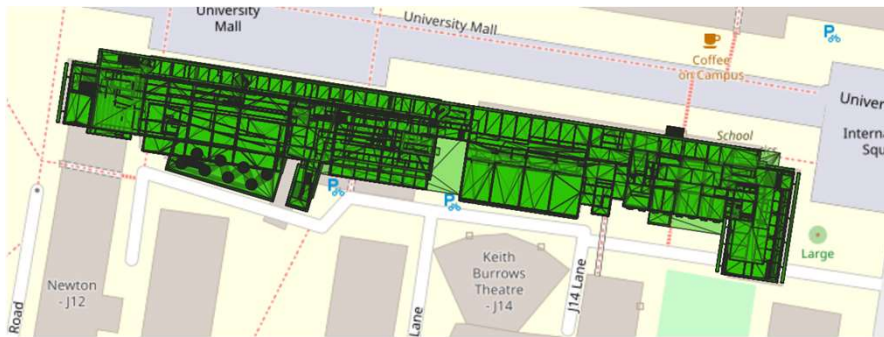 University
Mall
University Mall
P
Coffee
on Campus
School
Univer
Interna
Squ
P
P
Large
Newton
- J12
Keith
Burrows
Theatre
- J14
J14 Lane
Lane
Road